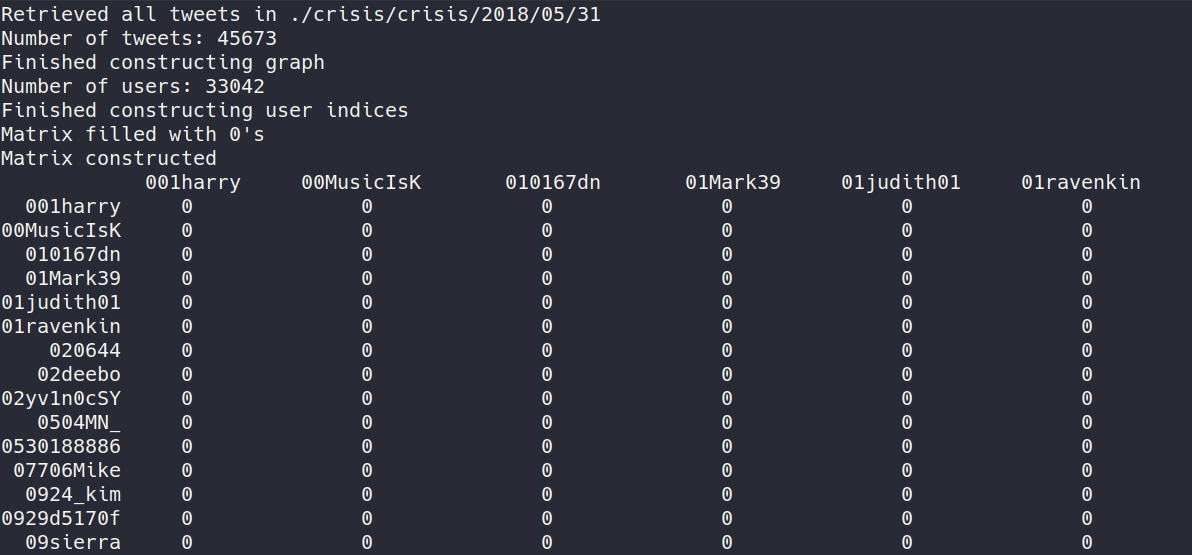 Retrieved all tweets in ./crisis/crisis/2018/05/31
Number of tweets: 45673
Finished constructing graph
Number of users: 33042
Finished constructing user indices
Matrix filled with 0's
Matrix constructed
001harry 00MusicIsK 010167dn 01Mark39 01judith01 01ravenkin
001harry 0 0 0 0 0 0
00MusicIsK 0 0 0 0 0 0
010167dn 0 0 0 0 0 0
01Mark39 0 0 0 0 0 0
01judith01 0 0 0 0 0 0
01ravenkin 0 0 0 0 0 0
020644 0 0 0 0 0 0
02deebo 0 0 0 0 0 0
02yv1n0cSY 0 0 0 0 0 0
0504MN_ 0 0 0 0 0 0
0530188886 0 0 0 0 0 0
07706Mike 0 0 0 0 0 0
0924_kim 0 0 0 0 0 0
0929d5170f 0 0 0 0 0 0
09sierra 0 0 0 0 0 0